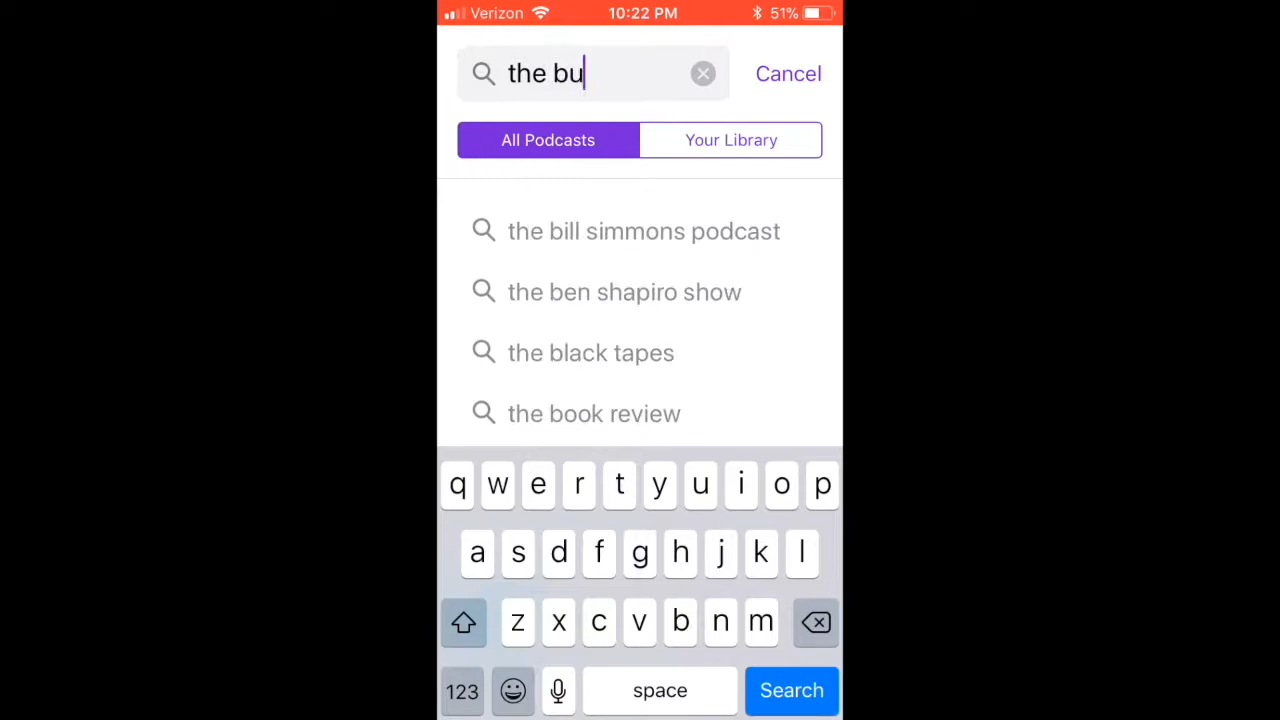 Verizon 10:22 PM 51%
the bu Cancel
All Podcasts Your Library
the bill simmons podcast
the ben shapiro show
the black tapes
the book review
q w e r t y u i o p
a s d f g h j k l
z x c v b n m
123 space Search